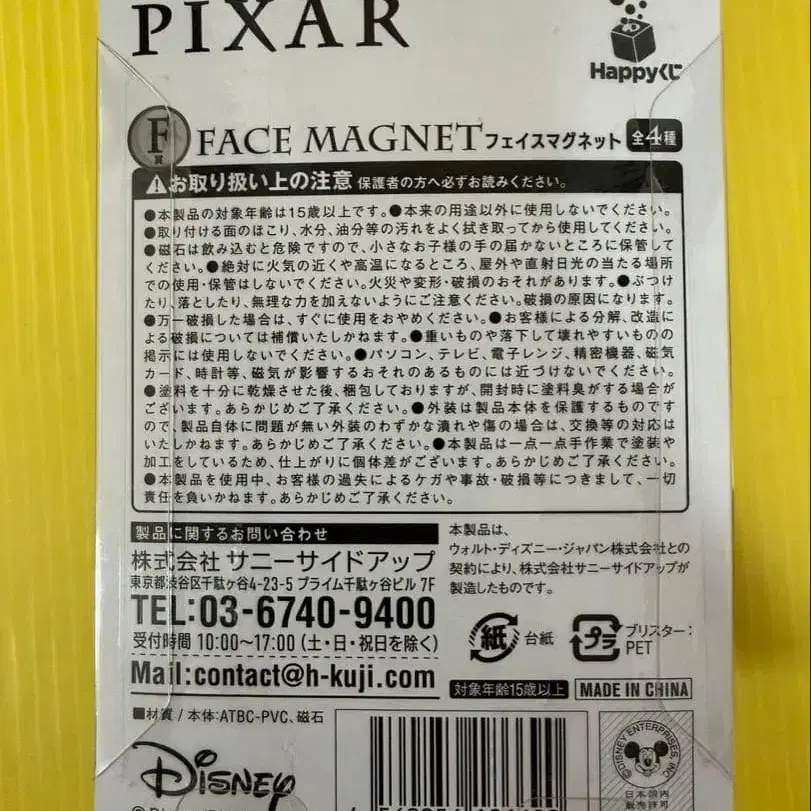 PIXAR
Happyくじ
F賞 FACE MAGNET フェイスマグネット 全4種
お取り扱い上の注意 保護者の方へ必ずお読みください。
●本製品の対象年齢は15歳以上です。●本来の用途以外に使用しないでください。
●取り付ける面のほこり、水分、油分等の汚れをよく拭き取ってから使用してください。
●磁石は飲み込むと危険ですので、小さなお子様の手の届かないところに保管して
ください。●絶対に火気の近くや高温になるところ、屋外や直射日光の当たる場所
での使用・保管はしないでください。火災や変形・破損のおそれがあります。●ぶつけ
たり、落としたり、無理な力を加えないようにご注意ください。破損の原因になります。
●万一破損した場合は、すぐに使用をおやめください。●お客様による分解、改造に
よる破損については補償いたしかねます。●重いものや落下して壊れやすいものの
掲示には使用しないでください。●パソコン、テレビ、電子レンジ、精密機器、磁気
カード、時計等、磁気が影響するおそれのあるものには近づけないでください。
●塗料を十分に乾燥させた後、梱包しておりますが、開封時に塗料臭がする場合が
ございます。あらかじめご了承ください。●外装は製品本体を保護するものです
ので、製品自体に問題が無い外装のわずかな潰れや傷の場合は、交換等の対応は
いたしかねます。●本製品は一点一点手作業で塗装や
加工をしているため、仕上がりに個体差がございます。あらかじめご了承ください。
●本製品を使用中、お客様の過失によるケガや事故・破損等につきまして、一切
責任を負いかねます。あらかじめご了承ください。
製品に関するお問い合わせ
株式会社 サニーサイドアップ
東京都渋谷区千駄ヶ谷4-23-5 プライム千駄ヶ谷ビル 7F
TEL:03-6740-9400
受付時間 10:00~17:00 (土・日・祝日を除く)
Mail:contact@h-kuji.com
本製品は、
ウォルト・ディズニー・ジャパン株式会社との
契約により、株式会社サニーサイドアップが
製造したものです。
紙 台紙
プラ ブリスター:
PET
対象年齢15歳以上 MADE IN CHINA
■材質 / 本体:ATBC-PVC、磁石
Disney
©DISNEY ENTERPRISES, INC.
日本国内
販売許可